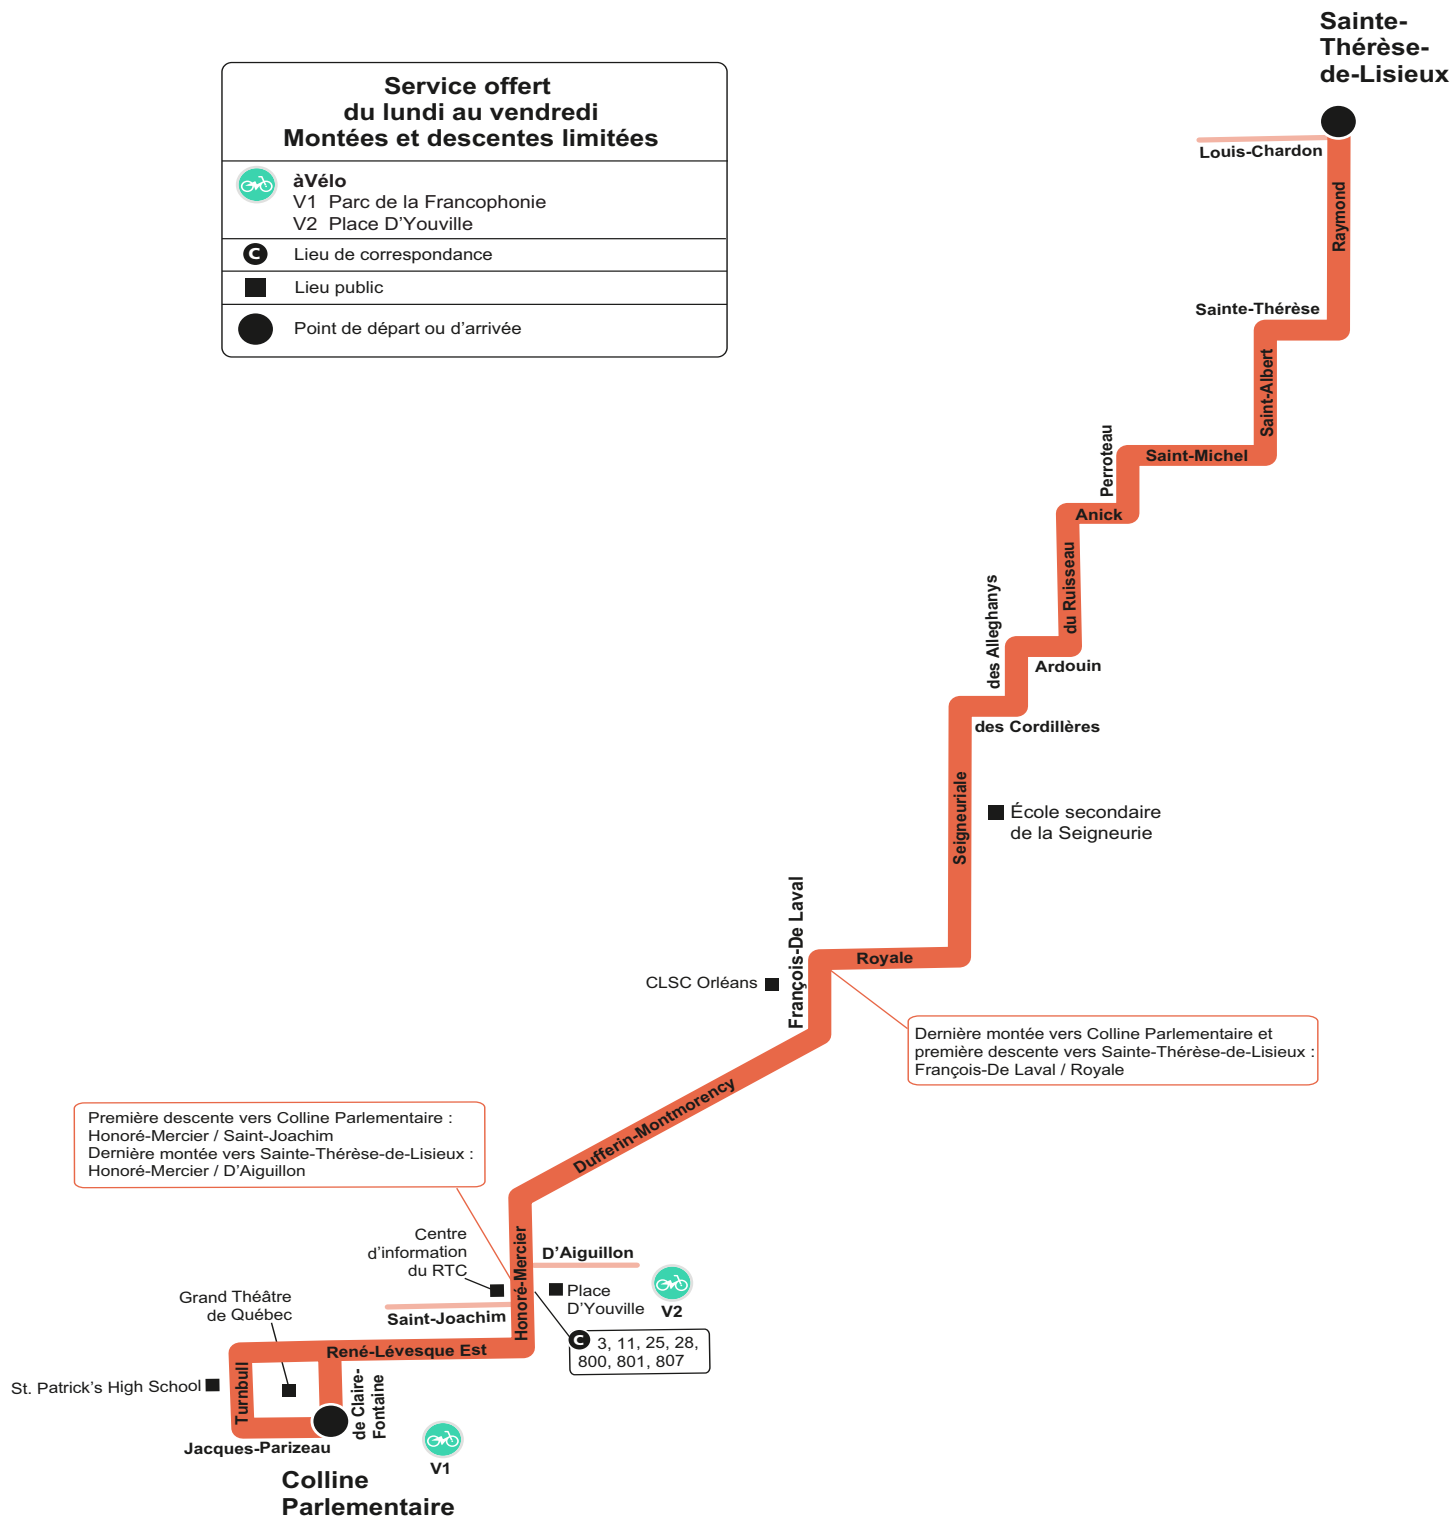 Sainte-
Thérèse-
de-Lisieux
Service offert
du lundi au vendredi
Montées et descentes limitées
àVélo
V1 Parc de la Francophonie
V2 Place D'Youville
C Lieu de correspondance
Lieu public
Point de départ ou d'arrivée
Louis-Chardon
Raymond
Sainte-Thérèse
Saint-Albert
Perroteau
Saint-Michel
Anick
du Ruisseau
des Alleghanys
Ardouin
des Cordillères
Seigneuriale
École secondaire
de la Seigneurie
François-De Laval
Royale
CLSC Orléans
Dernière montée vers Colline Parlementaire et
première descente vers Sainte-Thérèse-de-Lisieux :
François-De Laval / Royale
Dufferin-Montmorency
Première descente vers Colline Parlementaire :
Honoré-Mercier / Saint-Joachim
Dernière montée vers Sainte-Thérèse-de-Lisieux :
Honoré-Mercier / D'Aiguillon
Centre
d'information
du RTC
Honoré-Mercier
D'Aiguillon
Place
D'Youville
V2
Grand Théâtre
de Québec
Saint-Joachim
C 3, 11, 25, 28,
800, 801, 807
René-Lévesque Est
St. Patrick's High School
Turnbull
de Claire-
Fontaine
Jacques-Parizeau
V1
Colline
Parlementaire